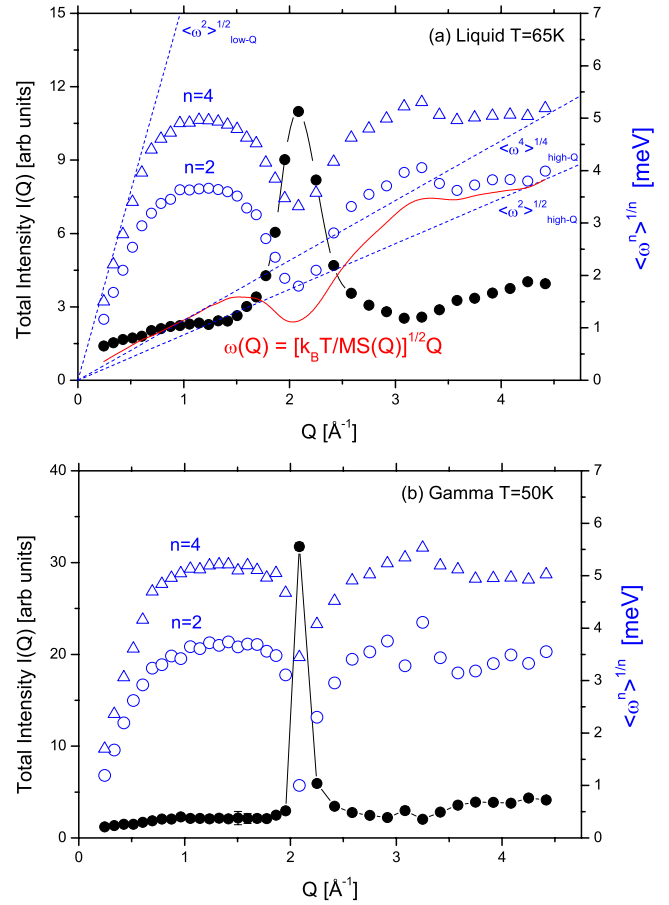 (a) Liquid T=65K
<ω²>^1/2 low-Q
n=4
n=2
<ω⁴>^1/4 high-Q
<ω²>^1/2 high-Q
ω(Q) = [k_BT/MS(Q)]^1/2Q
Total Intensity I(Q) [arb units]
<ω^n>^1/n [meV]
15
12
9
6
3
0
7
6
5
4
3
2
1
0
0 1 2 3 4
Q [Å⁻¹]
(b) Gamma T=50K
n=4
n=2
Total Intensity I(Q) [arb units]
<ω^n>^1/n [meV]
40
30
20
10
0
7
6
5
4
3
2
1
0
0 1 2 3 4
Q [Å⁻¹]